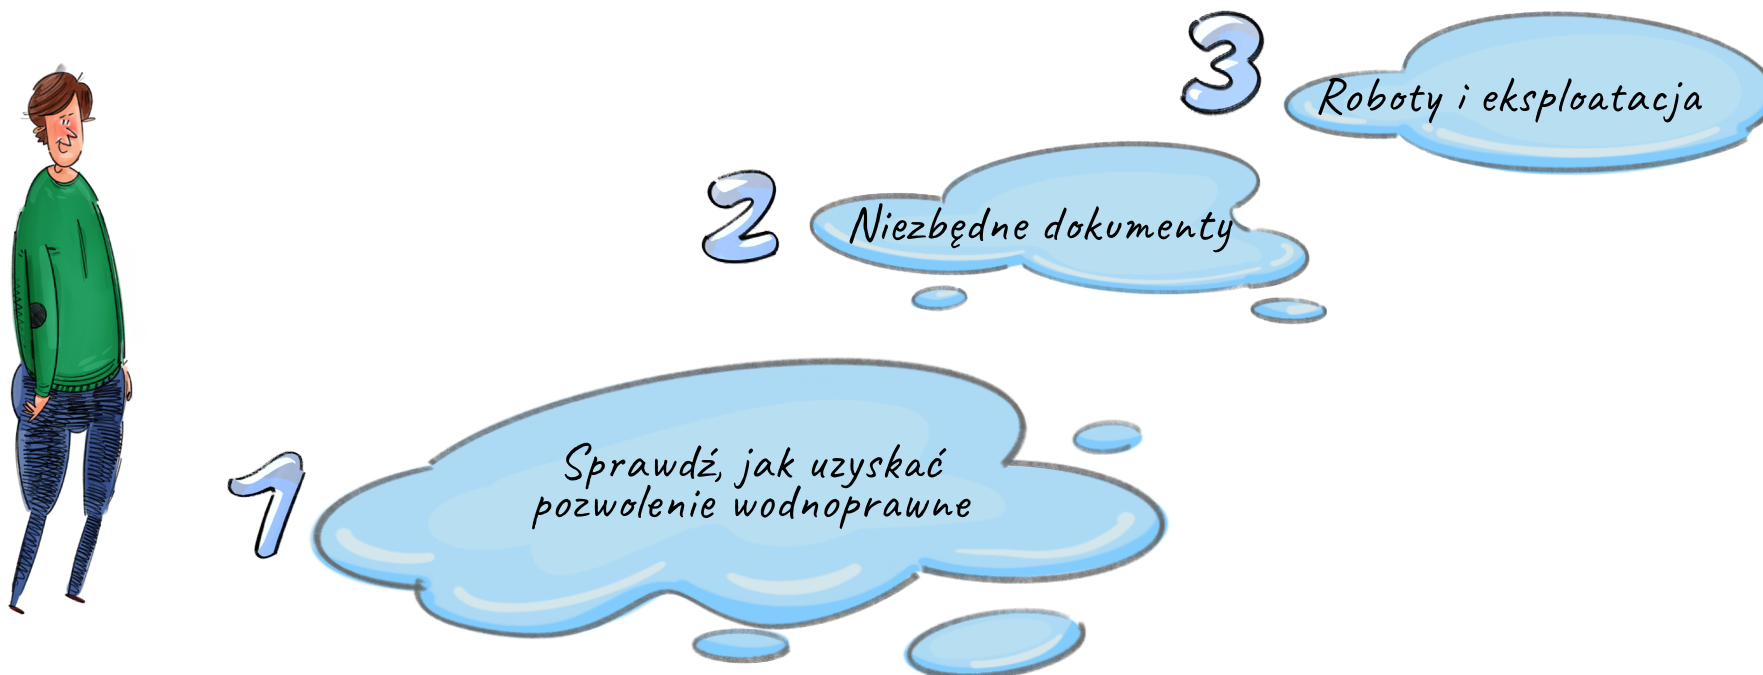 1
Sprawdź, jak uzyskać
pozwolenie wodnoprawne
2
Niezbędne dokumenty
3
Roboty i eksploatacja